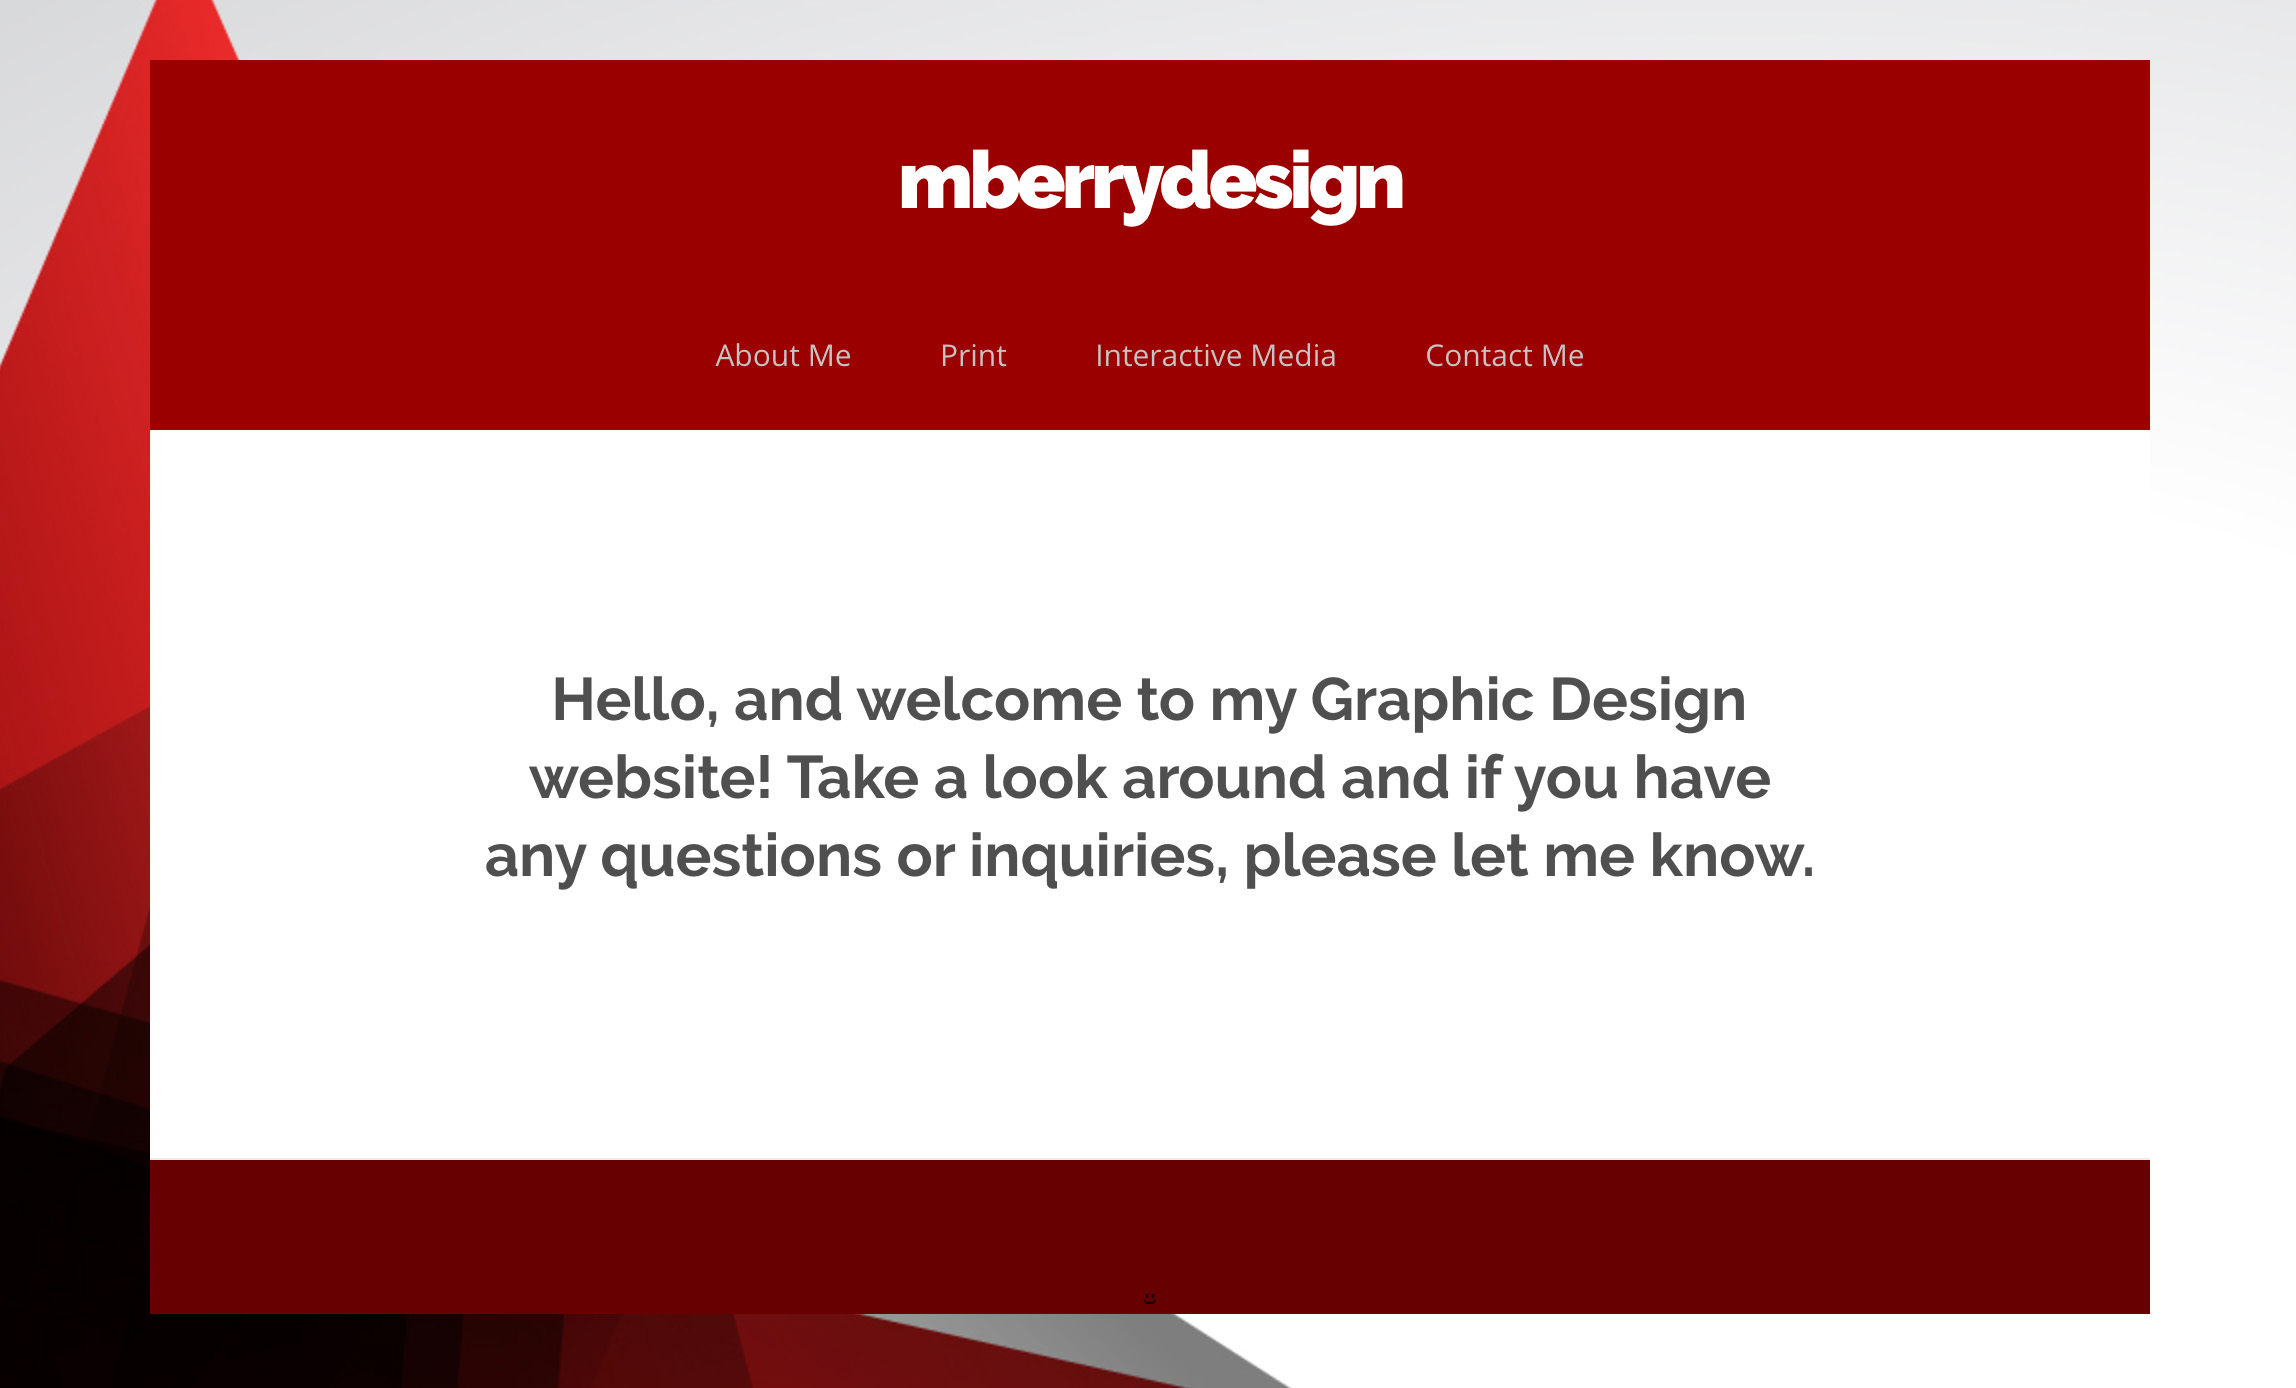 mberrydesign
About Me Print Interactive Media Contact Me
Hello, and welcome to my Graphic Design
website! Take a look around and if you have
any questions or inquiries, please let me know.